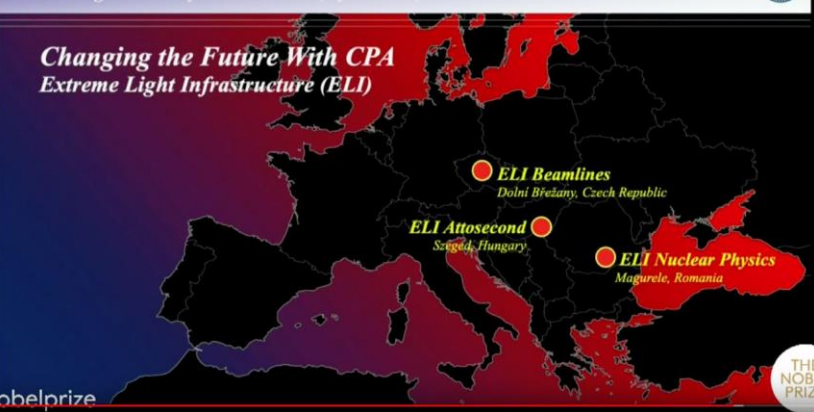 Changing the Future With CPA
Extreme Light Infrastructure (ELI)
ELI Beamlines
Dolní Břežany, Czech Republic
ELI Attosecond
Szeged, Hungary
ELI Nuclear Physics
Magurele, Romania
obelprize
THE
NOB
PRIZ